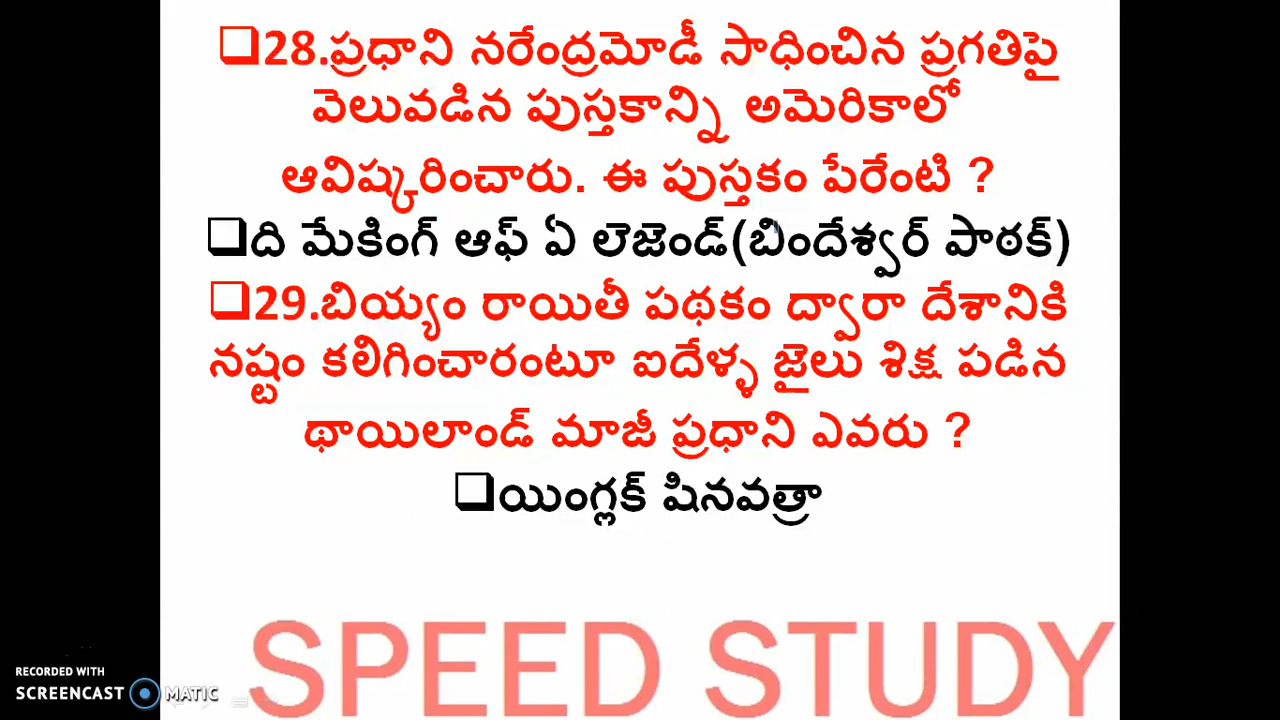 ❑28.ప్రధాని నరేంద్రమోడీ సాధించిన ప్రగతిపై
వెలువడిన పుస్తకాన్ని అమెరికాలో
ఆవిష్కరించారు. ఈ పుస్తకం పేరేంటి ?
❑ది మేకింగ్ ఆఫ్ ఏ లెజెండ్(బిందేశ్వర్ పాఠక్)
❑29.బియ్యం రాయితీ పథకం ద్వారా దేశానికి
నష్టం కలిగించారంటూ ఐదేళ్ళ జైలు శిక్ష పడిన
థాయిలాండ్ మాజీ ప్రధాని ఎవరు ?
❑యింగ్లక్ షినవత్రా
SPEED STUDY
RECORDED WITH
SCREENCAST MATIC